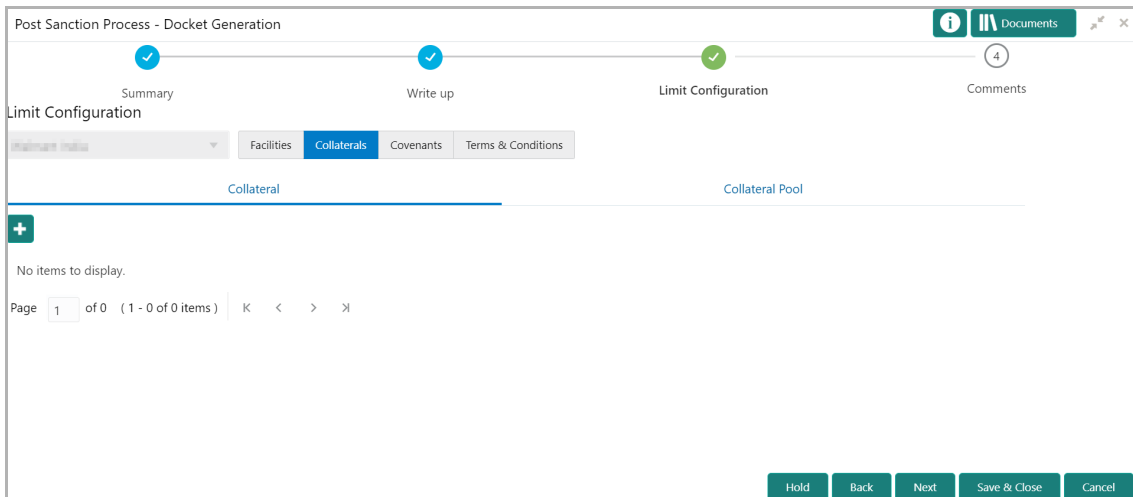 Post Sanction Process - Docket Generation
Documents
4
Summary
Write up
Limit Configuration
Comments
Limit Configuration
Facilities
Collaterals
Covenants
Terms & Conditions
Collateral
Collateral Pool
No items to display.
Page 1 of 0 ( 1 - 0 of 0 items )
Hold
Back
Next
Save & Close
Cancel